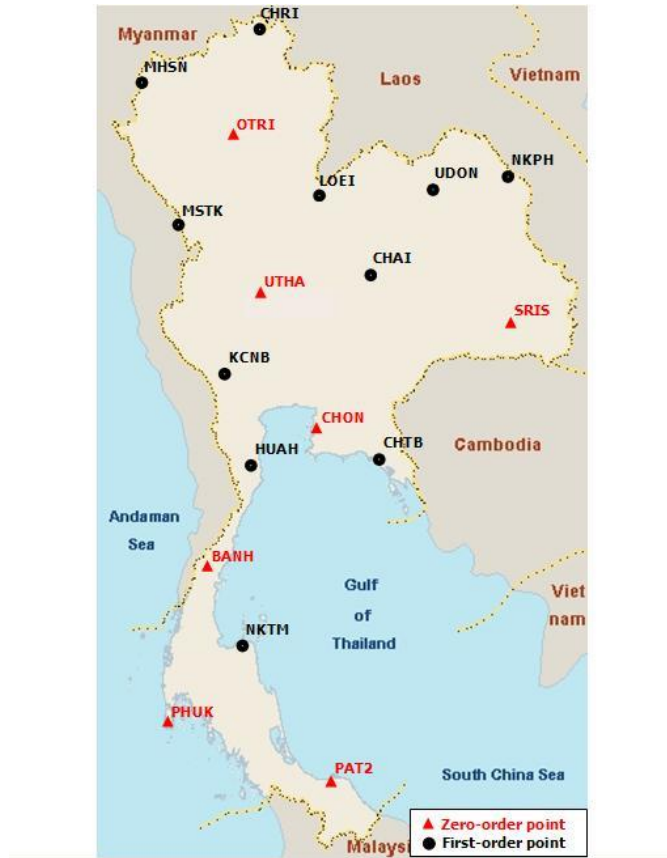 CHRI
Myanmar
MHSN
Laos
Vietnam
OTRI
NKPH
UDON
LOEI
MSTK
CHAI
UTHA
SRIS
KCNB
CHON
CHTB
Cambodia
HUAH
Andaman
Sea
BANH
Gulf
of
Thailand
Viet
nam
NKTM
PHUK
PAT2
South China Sea
Zero-order point
First-order point
Malaysi